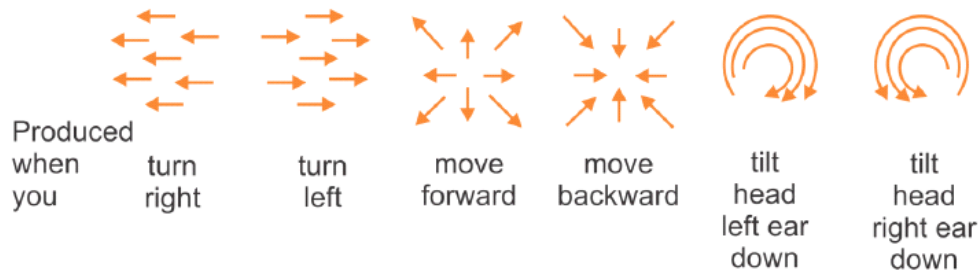 Produced
when
you
turn
right
turn
left
move
forward
move
backward
tilt
head
left ear
down
tilt
head
right ear
down